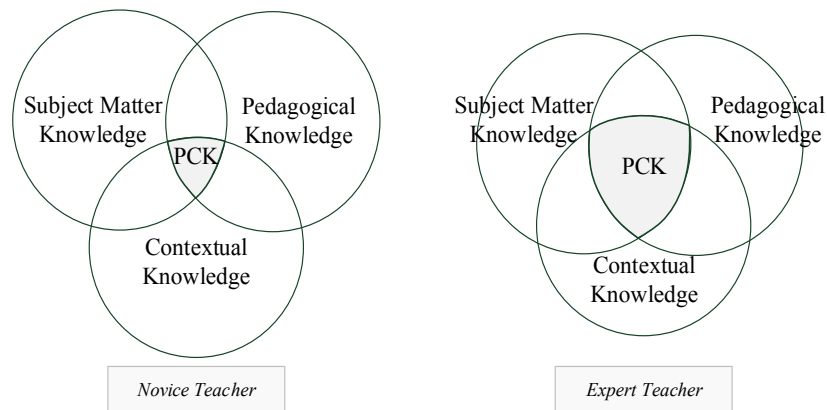 Subject Matter
Knowledge
Pedagogical
Knowledge
PCK
Contextual
Knowledge
Novice Teacher
Subject Matter
Knowledge
Pedagogical
Knowledge
PCK
Contextual
Knowledge
Expert Teacher